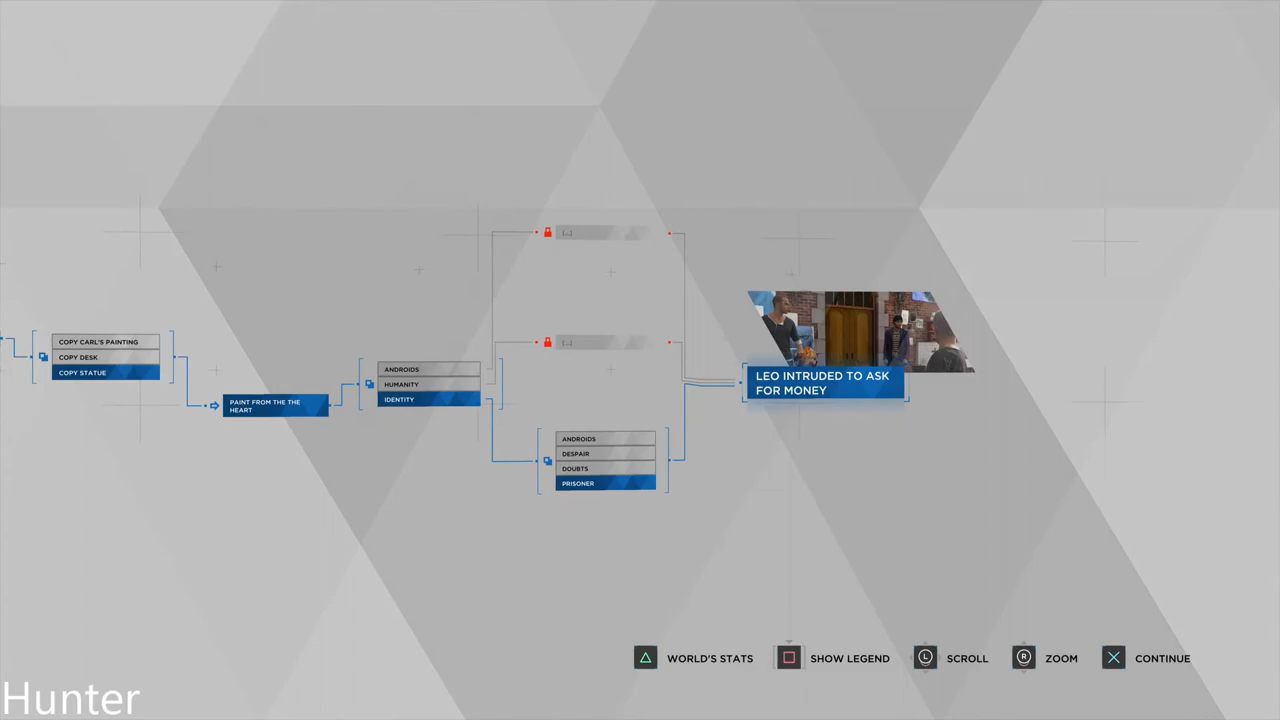 [...]
[...]
COPY CARL'S PAINTING
COPY DESK
COPY STATUE
PAINT FROM THE THE
HEART
ANDROIDS
HUMANITY
IDENTITY
ANDROIDS
DESPAIR
DOUBTS
PRISONER
LEO INTRUDED TO ASK
FOR MONEY
WORLD'S STATS
SHOW LEGEND
L
SCROLL
R
ZOOM
CONTINUE
Hunter